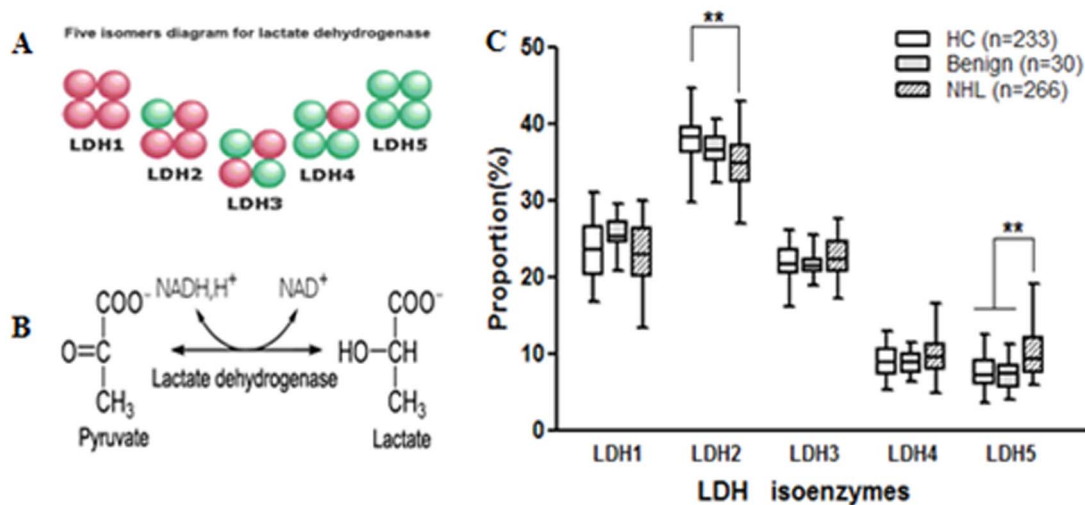 A
Five isomers diagram for lactate dehydrogenase
LDH1
LDH2
LDH3
LDH4
LDH5
B
COO⁻
O=C
CH₃
Pyruvate
NADH,H⁺
NAD⁺
Lactate dehydrogenase
COO⁻
HO-CH
CH₃
Lactate
C
HC (n=233)
Benign (n=30)
NHL (n=266)
**
**
Proportion(%)
50
40
30
20
10
0
LDH1 LDH2 LDH3 LDH4 LDH5
LDH isoenzymes